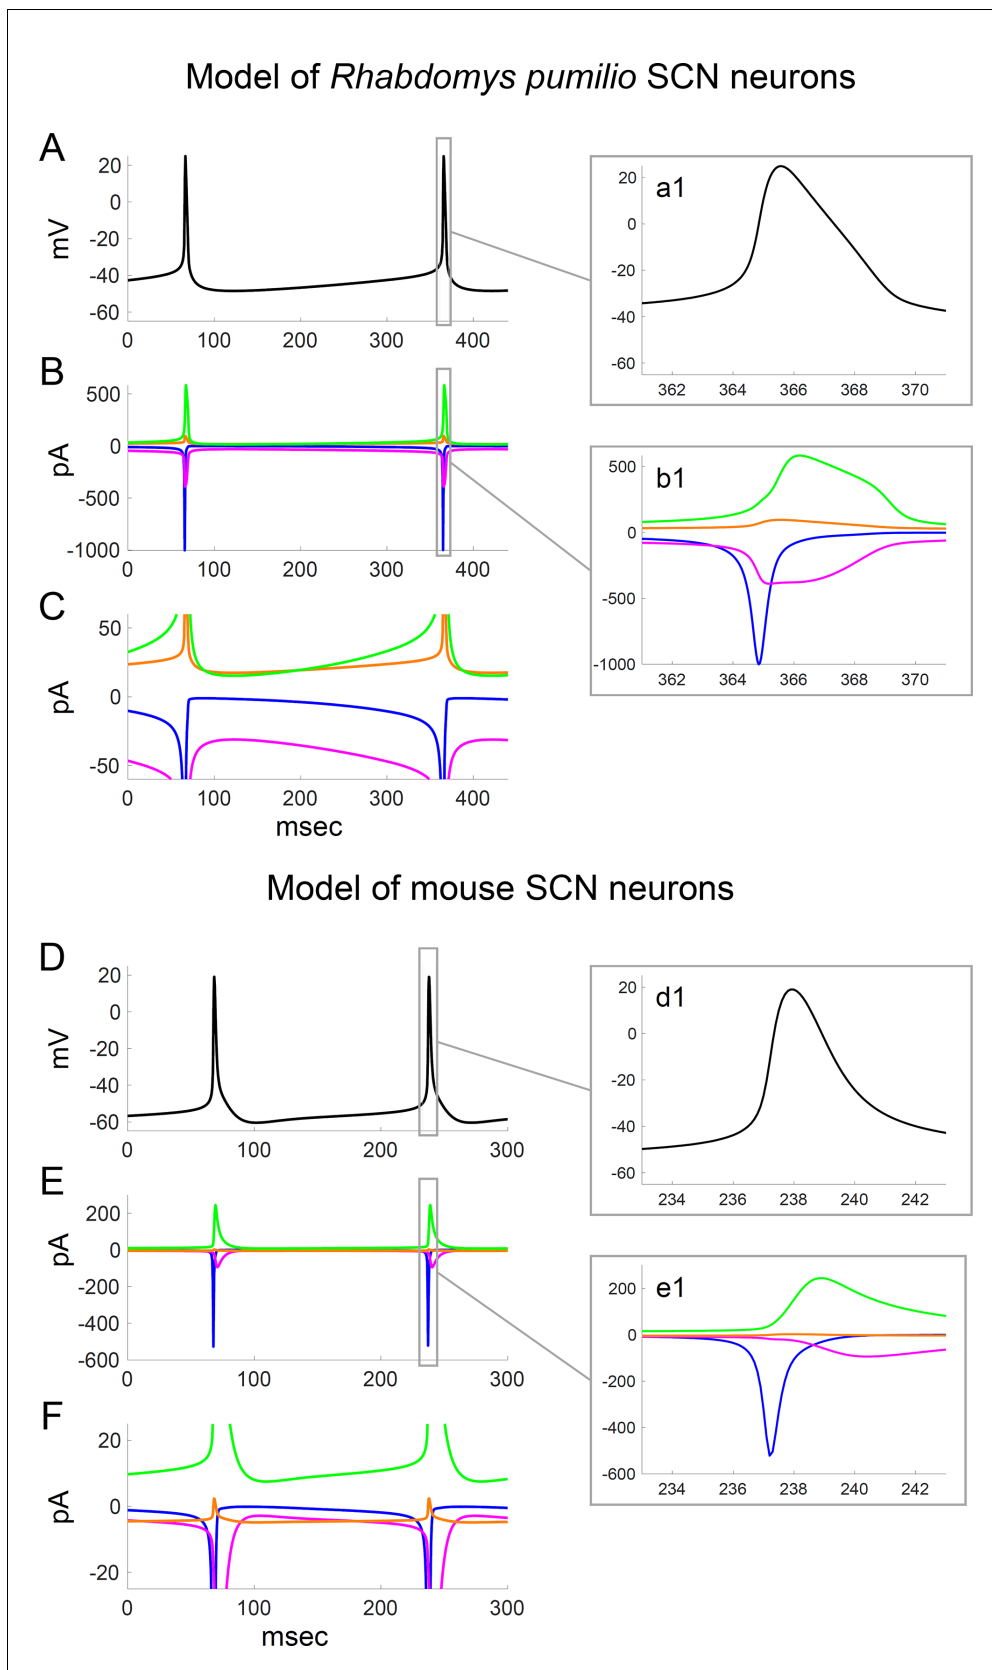 Model of Rhabdomys pumilio SCN neurons
A
mV
20
0
-20
-40
-60
0 100 200 300 400
a1
20
0
-20
-40
-60
362 364 366 368 370
B
pA
500
0
-500
-1000
0 100 200 300 400
b1
500
0
-500
-1000
362 364 366 368 370
C
pA
50
0
-50
0 100 200 300 400
msec
Model of mouse SCN neurons
D
mV
20
0
-20
-40
-60
0 100 200 300
d1
20
0
-20
-40
-60
234 236 238 240 242
E
pA
200
0
-200
-400
-600
0 100 200 300
e1
200
0
-200
-400
-600
234 236 238 240 242
F
pA
20
0
-20
0 100 200 300
msec